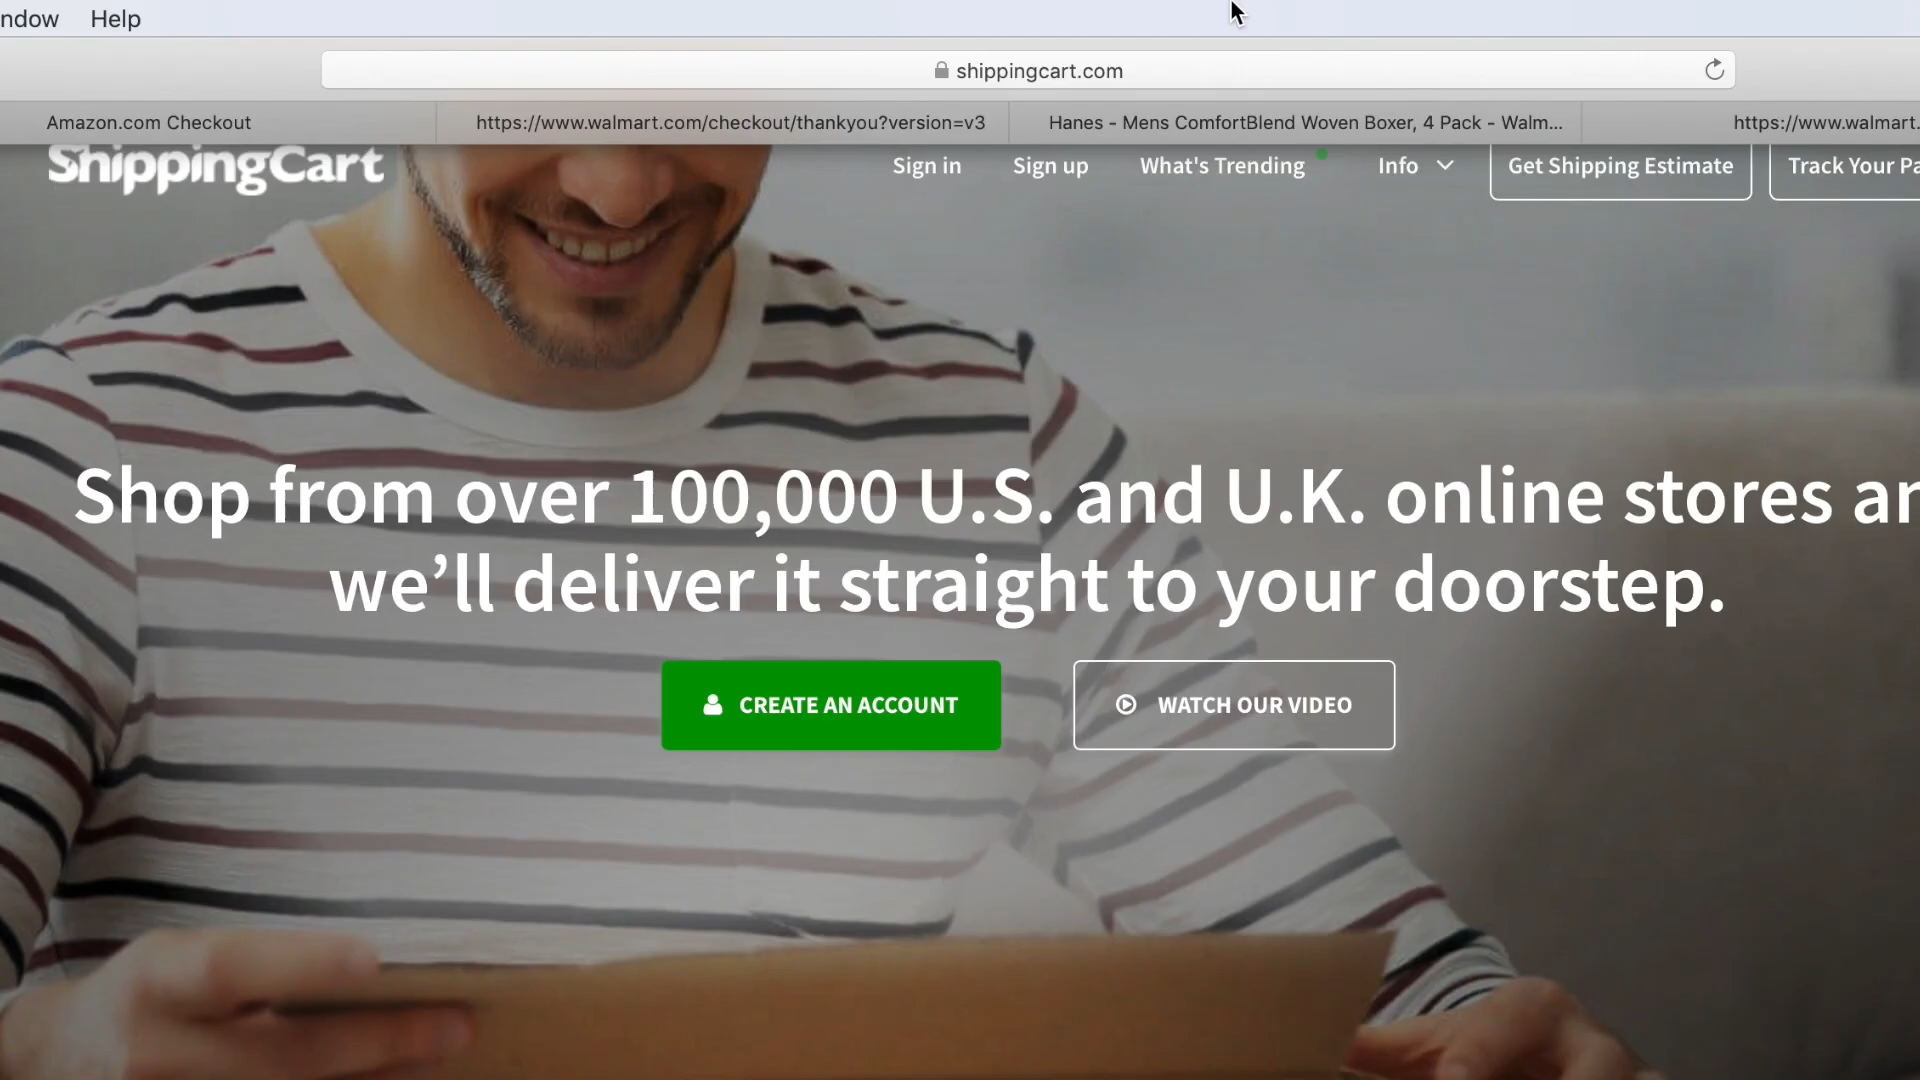 ndow Help
shippingcart.com
Amazon.com Checkout https://www.walmart.com/checkout/thankyou?version=v3 Hanes - Mens ComfortBlend Woven Boxer, 4 Pack - Walm... https://www.walmart.
ShippingCart Sign in Sign up What's Trending Info Get Shipping Estimate Track Your Pa
Shop from over 100,000 U.S. and U.K. online stores an
we’ll deliver it straight to your doorstep.
CREATE AN ACCOUNT WATCH OUR VIDEO